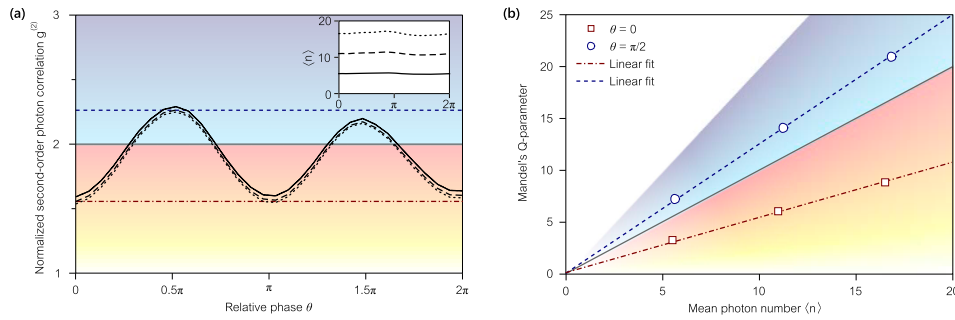 (a)
3
2
1
Normalized second-order photon correlation g(2)
0
0.5π
π
1.5π
2π
Relative phase θ
20
10
0
⟨n⟩
0
π
2π
(b)
25
20
15
10
5
0
Mandel's Q-parameter
θ = 0
θ = π/2
Linear fit
Linear fit
0
5
10
15
20
Mean photon number ⟨n⟩